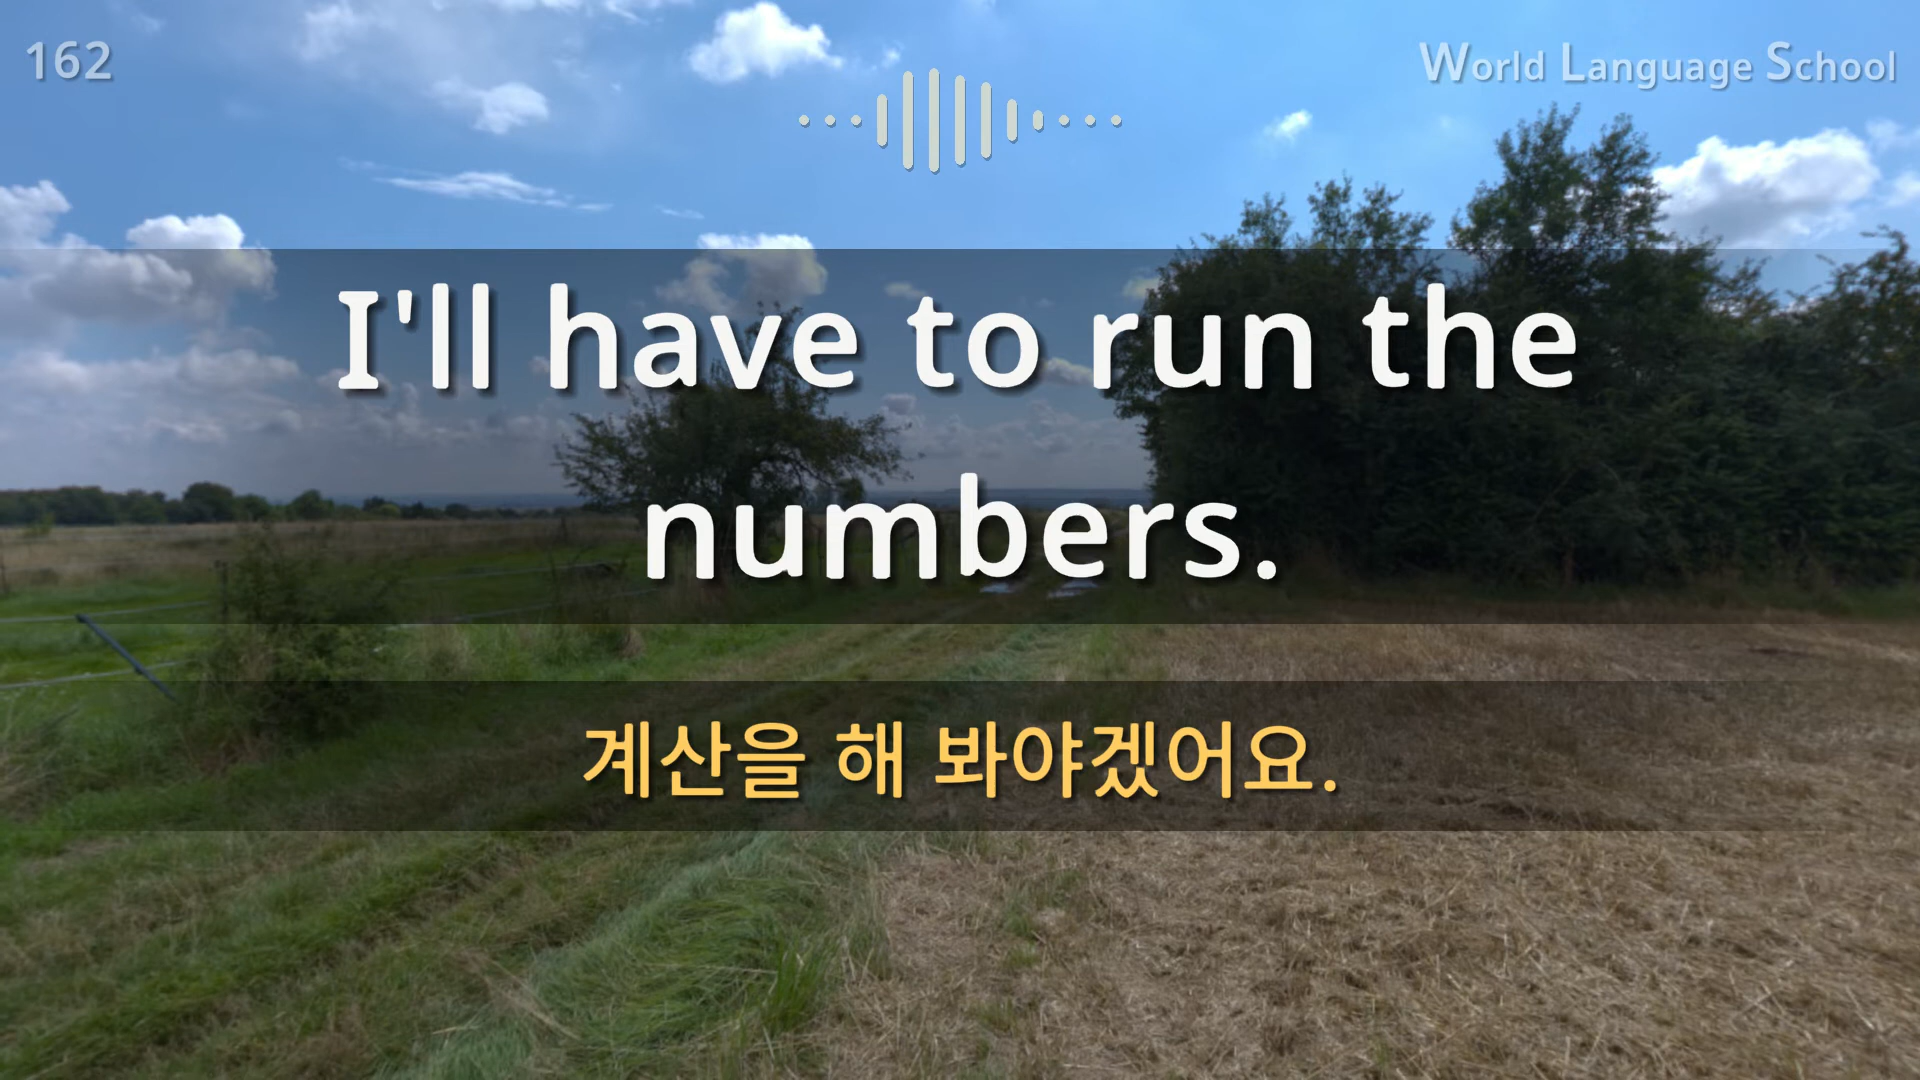 162
World Language School
I'll have to run the
numbers.
계산을 해 봐야겠어요.